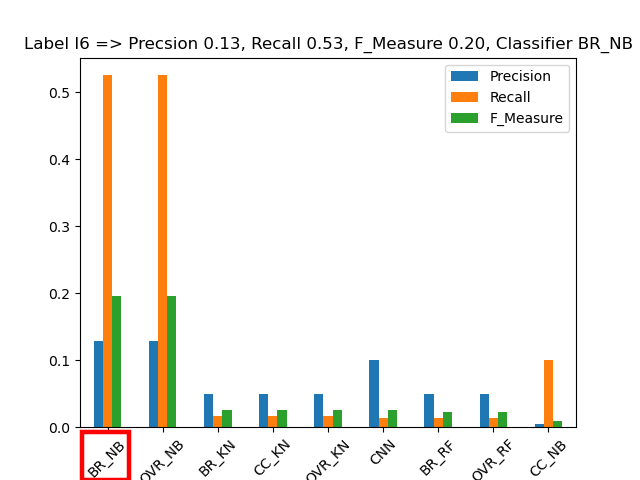 Label l6 => Precsion 0.13, Recall 0.53, F_Measure 0.20, Classifier BR_NB
Precision
Recall
F_Measure
0.5
0.4
0.3
0.2
0.1
0.0
BR_NB
OVR_NB
BR_KN
CC_KN
OVR_KN
CNN
BR_RF
OVR_RF
CC_NB